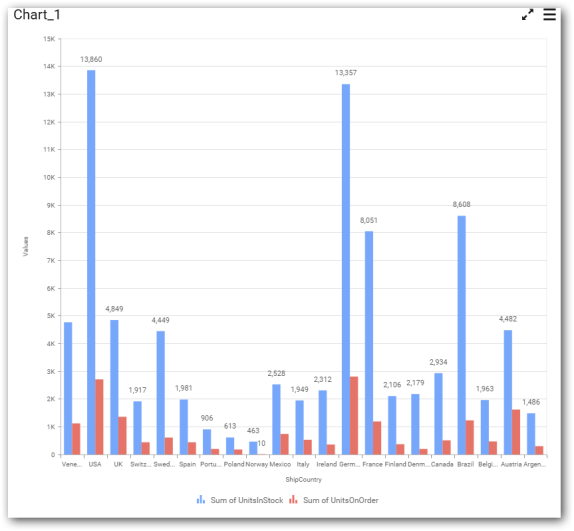 Chart_1
15K
14K
13K
12K
11K
10K
9K
8K
7K
6K
5K
4K
3K
2K
1K
0
Values
13,860
4,849
1,917
4,449
1,981
906
613
463
10
2,528
1,949
2,312
13,357
8,051
2,106
2,179
2,934
8,608
1,963
4,482
1,486
Vene... USA UK Switz... Swed... Spain Portu... Poland Norway Mexico Italy Ireland Germ... France Finland Denm... Canada Brazil Belgi... Austria Argen...
ShipCountry
Sum of UnitsInStock Sum of UnitsOnOrder